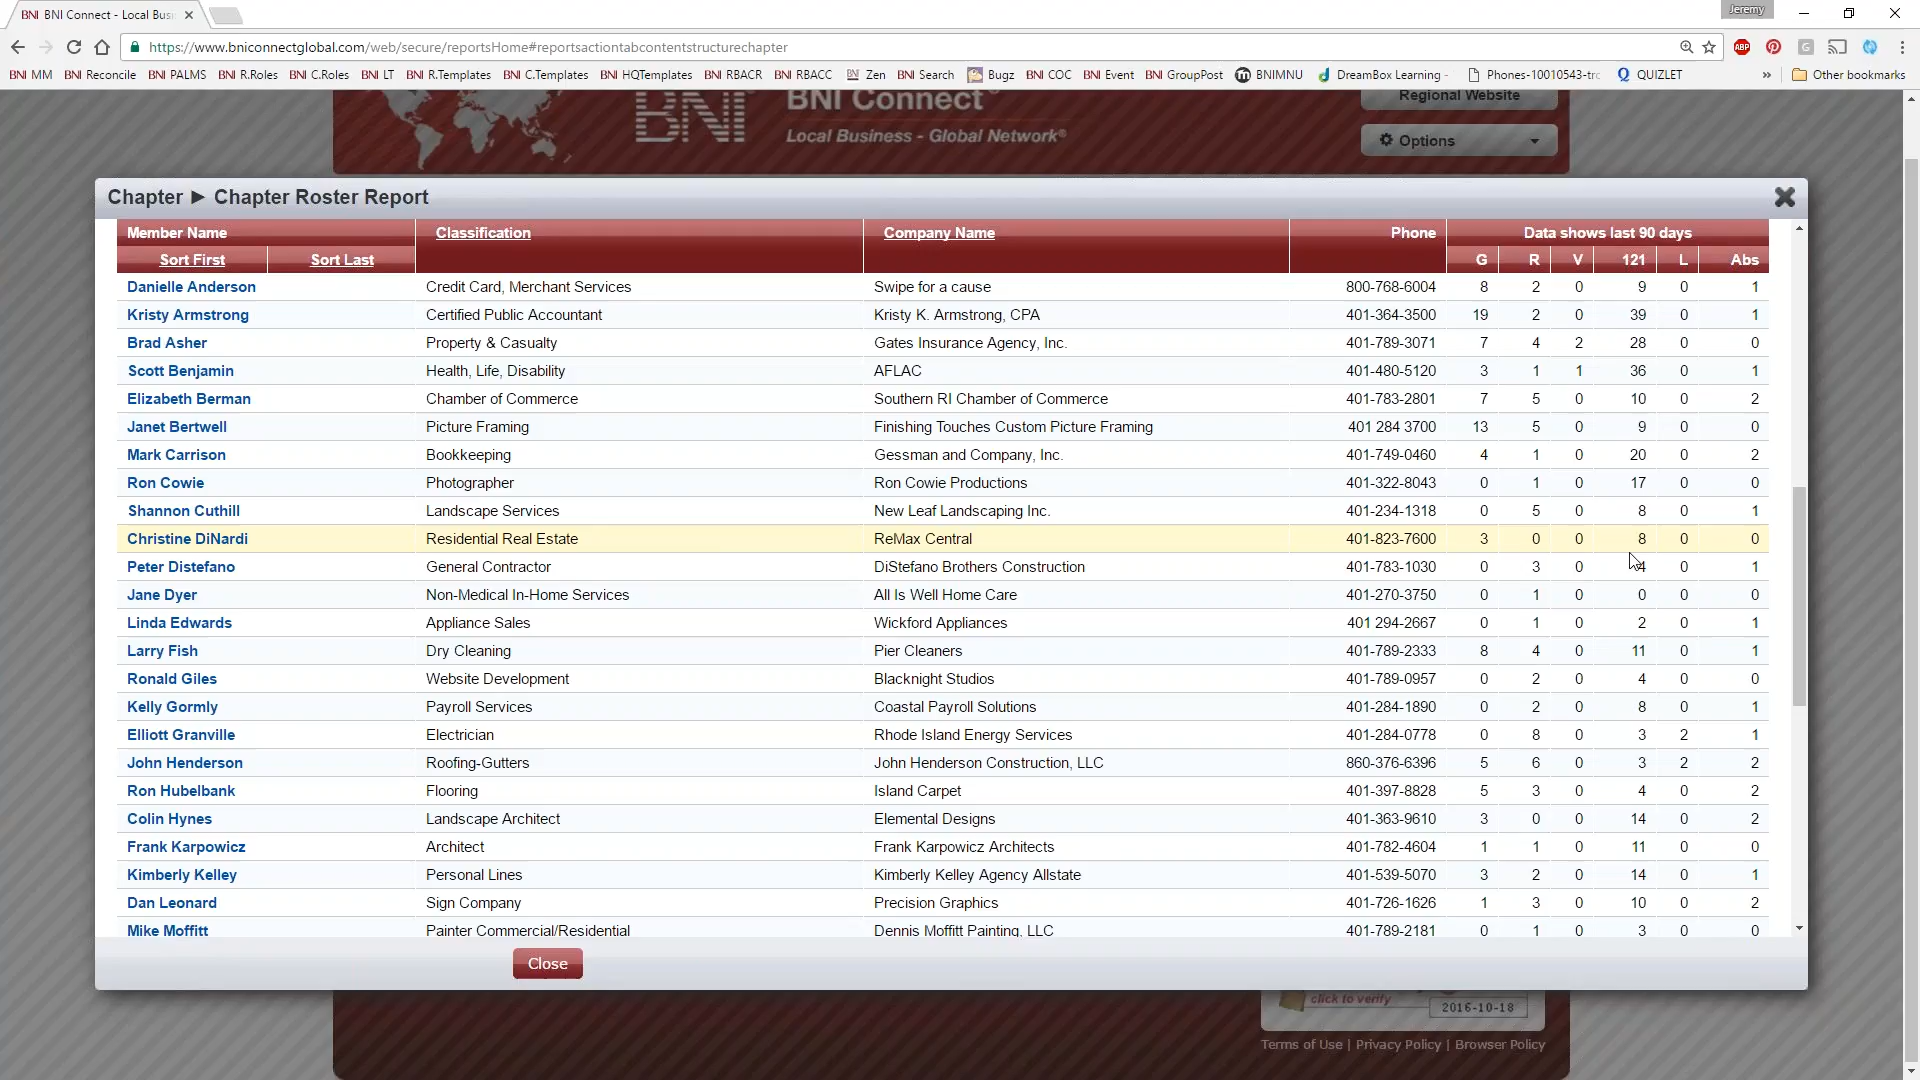 BNI BNI Connect - Local Busi
Jeremy
https://www.bniconnectglobal.com/web/secure/reportsHome#reportsactiontabcontentstructurechapter
ABP
G
BNI MM BNI Reconcile BNI PALMS BNI R.Roles BNI C.Roles BNI LT BNI R.Templates BNI C.Templates BNI HQTemplates BNI RBACR BNI RBACC BNI Zen BNI Search Bugz BNI COC BNI Event BNI GroupPost m BNIMNU DreamBox Learning - Phones-10010543-trc Q QUIZLET » Other bookmarks
BNI BNI Connect® Regional Website
Local Business - Global Network®
Options
Chapter ► Chapter Roster Report
Member Name Classification Company Name Phone Data shows last 90 days
Sort First Sort Last G R V 121 L Abs
Danielle Anderson Credit Card, Merchant Services Swipe for a cause 800-768-6004 8 2 0 9 0 1
Kristy Armstrong Certified Public Accountant Kristy K. Armstrong, CPA 401-364-3500 19 2 0 39 0 1
Brad Asher Property & Casualty Gates Insurance Agency, Inc. 401-789-3071 7 4 2 28 0 0
Scott Benjamin Health, Life, Disability AFLAC 401-480-5120 3 1 1 36 0 1
Elizabeth Berman Chamber of Commerce Southern RI Chamber of Commerce 401-783-2801 7 5 0 10 0 2
Janet Bertwell Picture Framing Finishing Touches Custom Picture Framing 401 284 3700 13 5 0 9 0 0
Mark Carrison Bookkeeping Gessman and Company, Inc. 401-749-0460 4 1 0 20 0 2
Ron Cowie Photographer Ron Cowie Productions 401-322-8043 0 1 0 17 0 0
Shannon Cuthill Landscape Services New Leaf Landscaping Inc. 401-234-1318 0 5 0 8 0 1
Christine DiNardi Residential Real Estate ReMax Central 401-823-7600 3 0 0 8 0 0
Peter Distefano General Contractor DiStefano Brothers Construction 401-783-1030 0 3 0 4 0 1
Jane Dyer Non-Medical In-Home Services All Is Well Home Care 401-270-3750 0 1 0 0 0 0
Linda Edwards Appliance Sales Wickford Appliances 401 294-2667 0 1 0 2 0 1
Larry Fish Dry Cleaning Pier Cleaners 401-789-2333 8 4 0 11 0 1
Ronald Giles Website Development Blacknight Studios 401-789-0957 0 2 0 4 0 0
Kelly Gormly Payroll Services Coastal Payroll Solutions 401-284-1890 0 2 0 8 0 1
Elliott Granville Electrician Rhode Island Energy Services 401-284-0778 0 8 0 3 2 1
John Henderson Roofing-Gutters John Henderson Construction, LLC 860-376-6396 5 6 0 3 2 2
Ron Hubelbank Flooring Island Carpet 401-397-8828 5 3 0 4 0 2
Colin Hynes Landscape Architect Elemental Designs 401-363-9610 3 0 0 14 0 2
Frank Karpowicz Architect Frank Karpowicz Architects 401-782-4604 1 1 0 11 0 0
Kimberly Kelley Personal Lines Kimberly Kelley Agency Allstate 401-539-5070 3 2 0 14 0 1
Dan Leonard Sign Company Precision Graphics 401-726-1626 1 3 0 10 0 2
Mike Moffitt Painter Commercial/Residential Dennis Moffitt Painting, LLC 401-789-2181 0 1 0 3 0 0
Close
click to verify 2016-10-18
Terms of Use | Privacy Policy | Browser Policy